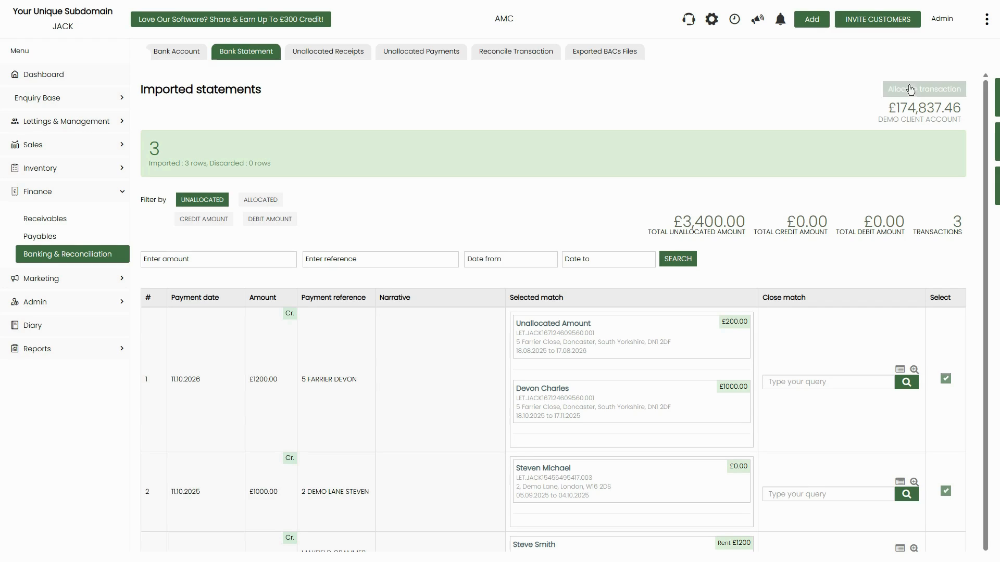 Your Unique Subdomain
JACK
Love Our Software? Share & Earn Up To £300 Credit!
AMC
Add
INVITE CUSTOMERS
Admin
Menu
Dashboard
Enquiry Base
Lettings & Management
Sales
Inventory
Finance
Receivables
Payables
Banking & Reconciliation
Marketing
Admin
Diary
Reports
Bank Account
Bank Statement
Unallocated Receipts
Unallocated Payments
Reconcile Transaction
Exported BACs Files
Imported statements
transaction
£174,837.46
DEMO CLIENT ACCOUNT
3
Imported : 3 rows, Discarded : 0 rows
Filter by
UNALLOCATED
ALLOCATED
CREDIT AMOUNT
DEBIT AMOUNT
£3,400.00
TOTAL UNALLOCATED AMOUNT
£0.00
TOTAL CREDIT AMOUNT
£0.00
TOTAL DEBIT AMOUNT
3
TRANSACTIONS
Enter amount
Enter reference
Date from
Date to
SEARCH
# Payment date Amount Payment reference Narrative Selected match Close match Select
1
11.10.2026
Cr.
£1200.00
5 FARRIER DEVON
Unallocated Amount
£200.00
LET.JACK167124609560.001
5 Farrier Close, Doncaster, South Yorkshire, DN1 2DF
18.08.2025 to 17.08.2026
Devon Charles
£1000.00
LET.JACK167124609560.001
5 Farrier Close, Doncaster, South Yorkshire, DN1 2DF
18.10.2025 to 17.11.2025
Type your query
2
11.10.2025
Cr.
£1000.00
2 DEMO LANE STEVEN
Steven Michael
£0.00
LET.JACK15455495417.003
2, Demo Lane, London, W16 2DS
05.09.2025 to 04.10.2025
Type your query
Cr.
Steve Smith
Rent £1200